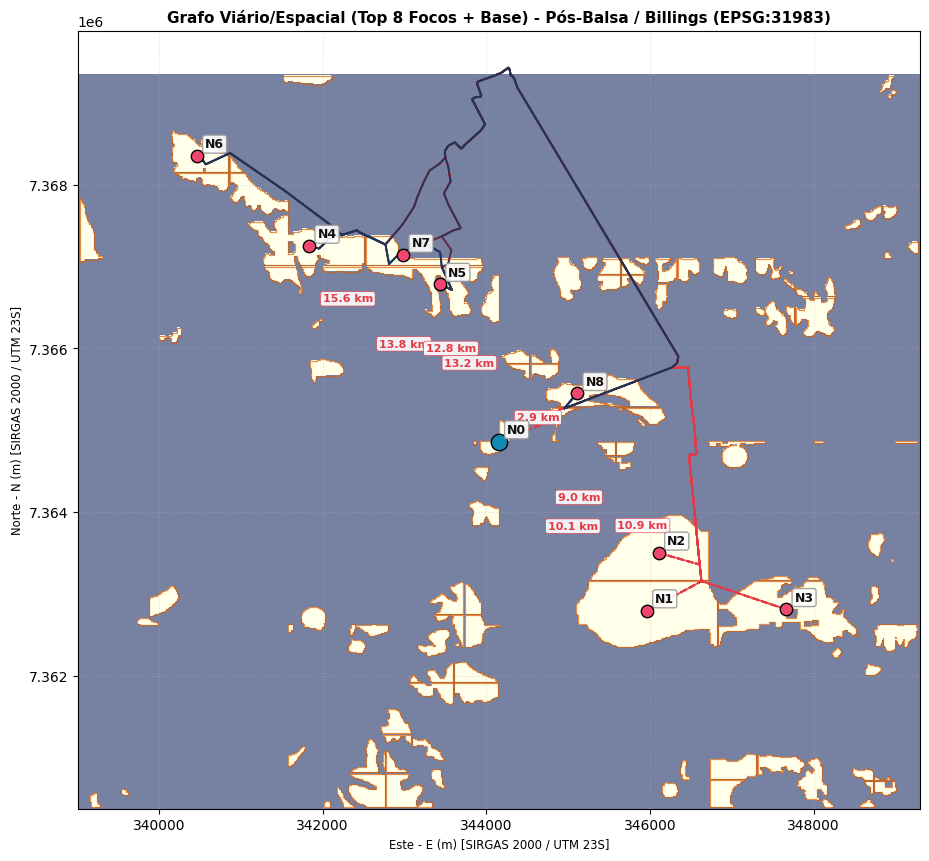 Grafo Viário/Espacial (Top 8 Focos + Base) - Pós-Balsa / Billings (EPSG:31983)
1e6
N6
N4
N7
N5
15.6 km
13.8 km
12.8 km
13.2 km
N8
2.9 km
N0
9.0 km
10.1 km
10.9 km
N2
N1
N3
7.368
7.366
7.364
7.362
Norte - N (m) [SIRGAS 2000 / UTM 23S]
340000
342000
344000
346000
348000
Este - E (m) [SIRGAS 2000 / UTM 23S]